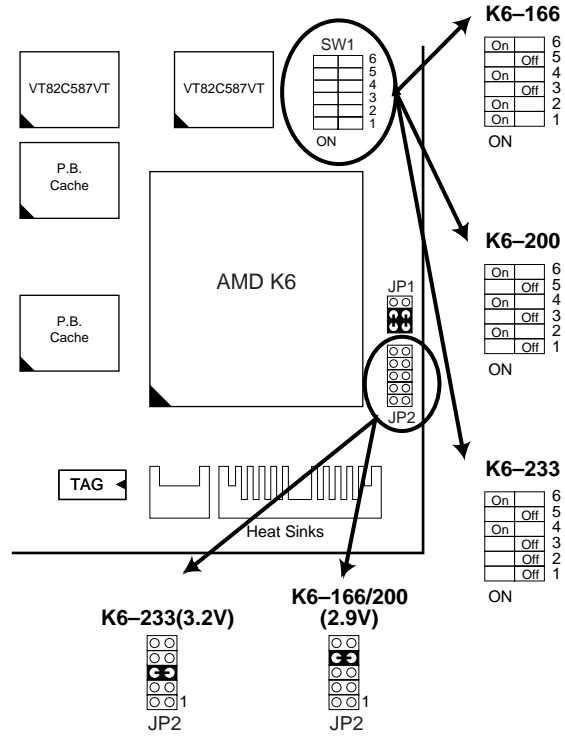 K6–166
SW1
6
5
4
3
2
1
ON
On 6
Off 5
On 4
Off 3
On 2
On 1
ON
VT82C587VT
VT82C587VT
P.B.
Cache
P.B.
Cache
AMD K6
K6–200
On 6
Off 5
On 4
Off 3
On 2
Off 1
ON
JP1
JP2
K6–233
On 6
Off 5
On 4
Off 3
Off 2
Off 1
ON
TAG
Heat Sinks
K6–233(3.2V)
1
JP2
K6–166/200
(2.9V)
1
JP2